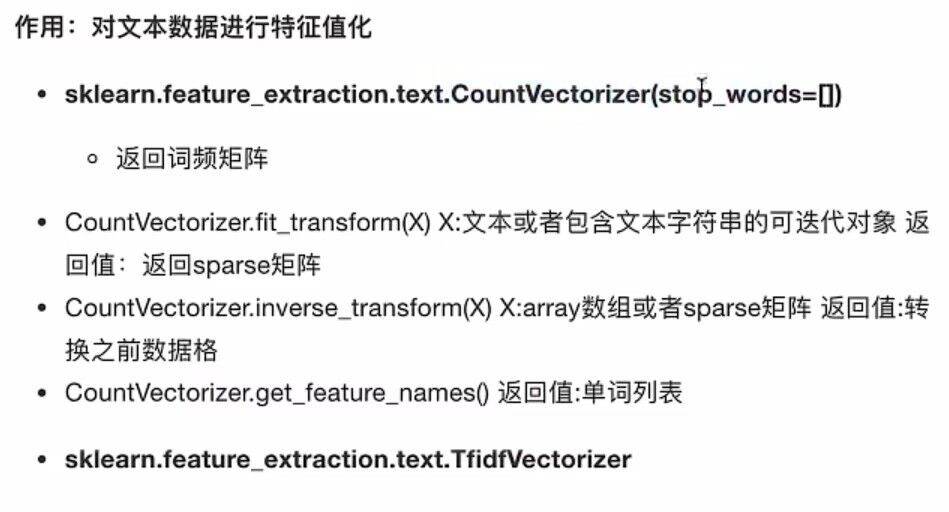 作用：对文本数据进行特征值化
sklearn.feature_extraction.text.CountVectorizer(stop_words=[])
返回词频矩阵
CountVectorizer.fit_transform(X) X:文本或者包含文本字符串的可迭代对象 返
回值：返回sparse矩阵
CountVectorizer.inverse_transform(X) X:array数组或者sparse矩阵 返回值:转
换之前数据格
CountVectorizer.get_feature_names() 返回值:单词列表
sklearn.feature_extraction.text.TfidfVectorizer